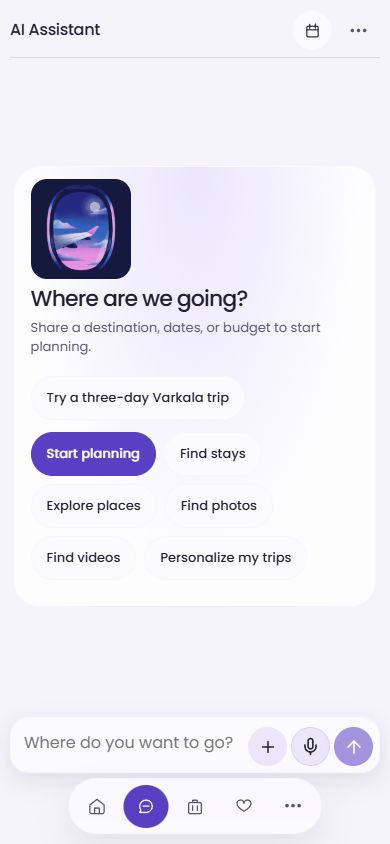 AI Assistant
Where are we going?
Share a destination, dates, or budget to start
planning.
Try a three-day Varkala trip
Start planning
Find stays
Explore places
Find photos
Find videos
Personalize my trips
Where do you want to go?